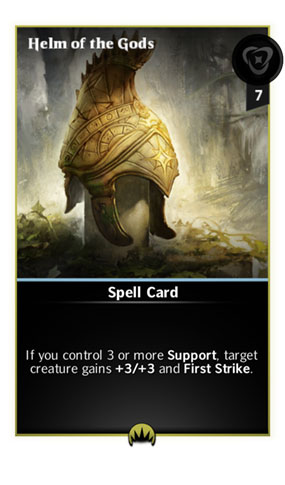 Helm of the Gods
7
Spell Card
If you control 3 or more Support, target
creature gains +3/+3 and First Strike.